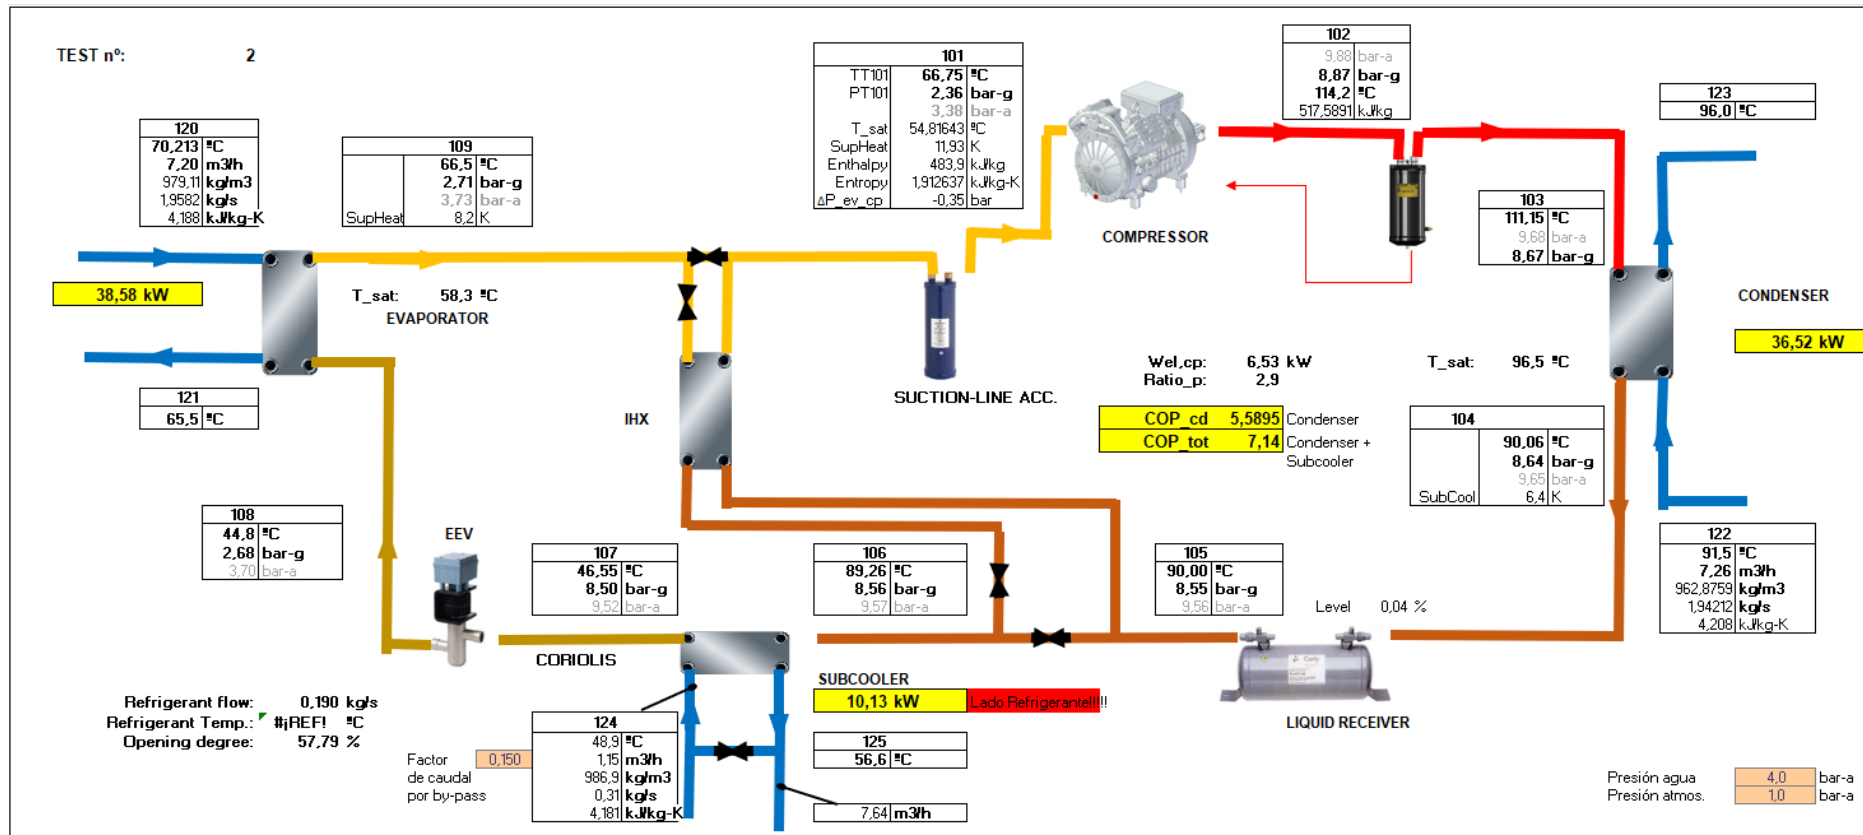 TEST nº: 2
120
70,213 ºC
7,20 m3/h
979,11 kg/m3
1,9582 kg/s
4,188 kJ/kg-K
109
66,5 ºC
2,71 bar-g
3,73 bar-a
SupHeat 8,2 K
101
TT101 66,75 ºC
PT101 2,36 bar-g
3,38 bar-a
T_sat 54,81643 ºC
SupHeat 11,93 K
Enthalpy 483,9 kJ/kg
Entropy 1,912637 kJ/kg-K
ΔP_ev_cp -0,35 bar
COMPRESSOR
102
9,88 bar-a
8,87 bar-g
114,2 ºC
517,5891 kJ/kg
123
96,0 ºC
103
111,15 ºC
9,68 bar-a
8,67 bar-g
38,58 kW
T_sat: 58,3 ºC
EVAPORATOR
CONDENSER
36,52 kW
121
65,5 ºC
IHX
SUCTION-LINE ACC.
Wel,cp: 6,53 kW
Ratio_p: 2,9
T_sat: 96,5 ºC
COP_cd 5,5895 Condenser
COP_tot 7,14 Condenser +
Subcooler
104
90,06 ºC
8,64 bar-g
9,65 bar-a
SubCool 6,4 K
108
44,8 ºC
2,68 bar-g
3,70 bar-a
EEV
107
46,55 ºC
8,50 bar-g
9,52 bar-a
106
89,26 ºC
8,56 bar-g
9,57 bar-a
105
90,00 ºC
8,55 bar-g
9,56 bar-a
Level 0,04 %
122
91,5 ºC
7,26 m3/h
962,8759 kg/m3
1,94212 kg/s
4,208 kJ/kg-K
CORIOLIS
SUBCOOLER
10,13 kW Lado Refrigerante!!!!!
LIQUID RECEIVER
Refrigerant flow: 0,190 kg/s
Refrigerant Temp.: #¡REF! ºC
Opening degree: 57,79 %
Factor 0,150
de caudal
por by-pass
124
48,9 ºC
1,15 m3/h
986,9 kg/m3
0,31 kg/s
4,181 kJ/kg-K
125
56,6 ºC
7,64 m3/h
Presión agua 4,0 bar-a
Presión atmos. 1,0 bar-a